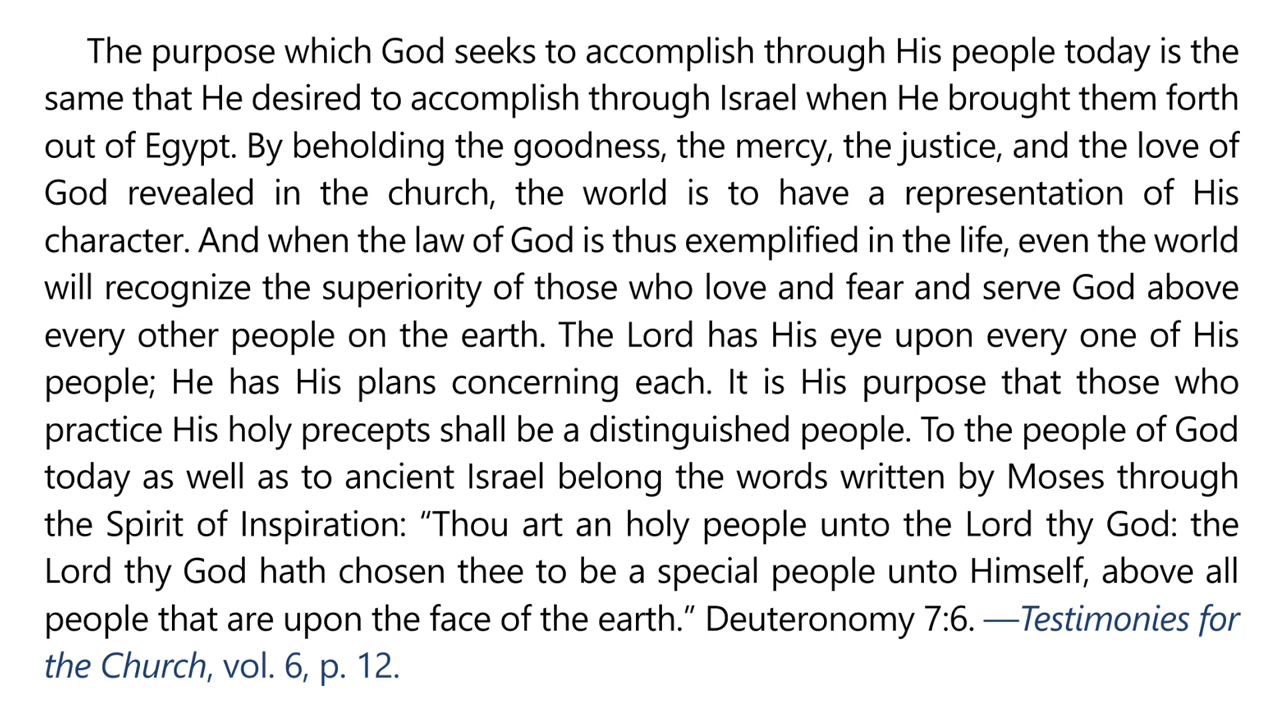 The purpose which God seeks to accomplish through His people today is the
same that He desired to accomplish through Israel when He brought them forth
out of Egypt. By beholding the goodness, the mercy, the justice, and the love of
God revealed in the church, the world is to have a representation of His
character. And when the law of God is thus exemplified in the life, even the world
will recognize the superiority of those who love and fear and serve God above
every other people on the earth. The Lord has His eye upon every one of His
people; He has His plans concerning each. It is His purpose that those who
practice His holy precepts shall be a distinguished people. To the people of God
today as well as to ancient Israel belong the words written by Moses through
the Spirit of Inspiration: “Thou art an holy people unto the Lord thy God: the
Lord thy God hath chosen thee to be a special people unto Himself, above all
people that are upon the face of the earth.” Deuteronomy 7:6. —Testimonies for
the Church, vol. 6, p. 12.